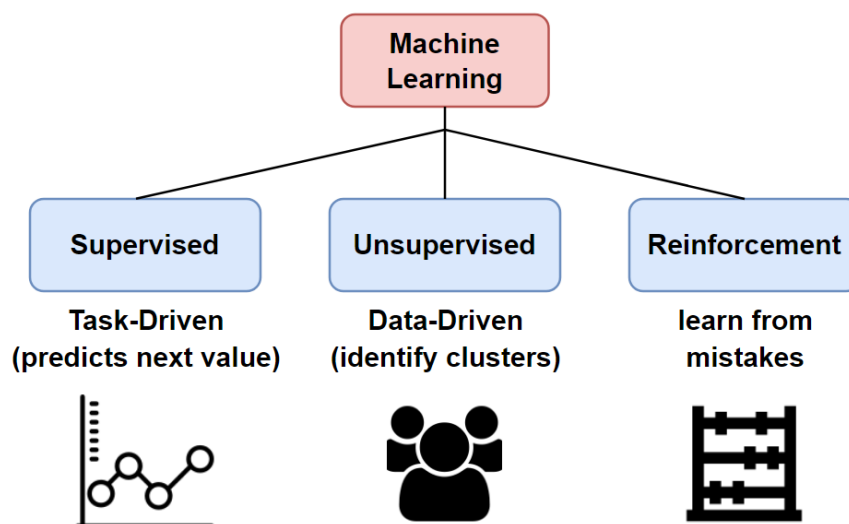 Machine
Learning
Supervised
Unsupervised
Reinforcement
Task-Driven
(predicts next value)
Data-Driven
(identify clusters)
learn from
mistakes